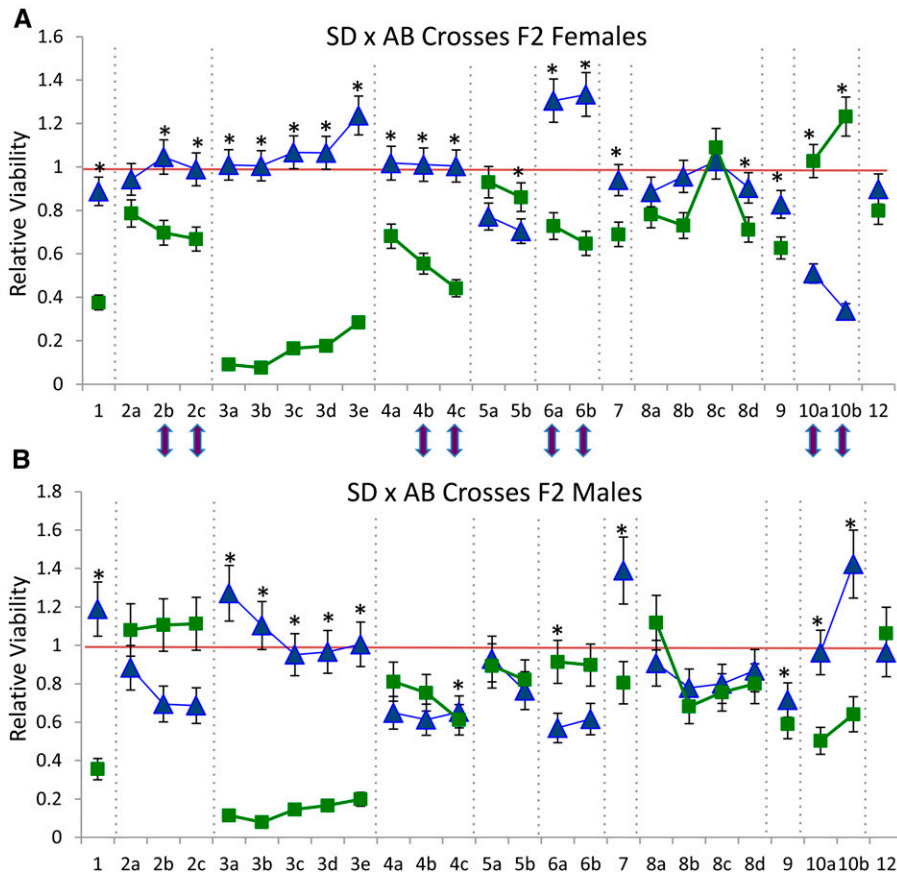 A
SD x AB Crosses F2 Females
Relative Viability
1.6
1.4
1.2
1
0.8
0.6
0.4
0.2
0
* * * * * * * * * * * * * * * * * * *
1 2a 2b 2c 3a 3b 3c 3d 3e 4a 4b 4c 5a 5b 6a 6b 7 8a 8b 8c 8d 9 10a 10b 12
B
SD x AB Crosses F2 Males
Relative Viability
1.8
1.6
1.4
1.2
1
0.8
0.6
0.4
0.2
0
* * * * * * * * * * * *
1 2a 2b 2c 3a 3b 3c 3d 3e 4a 4b 4c 5a 5b 6a 6b 7 8a 8b 8c 8d 9 10a 10b 12